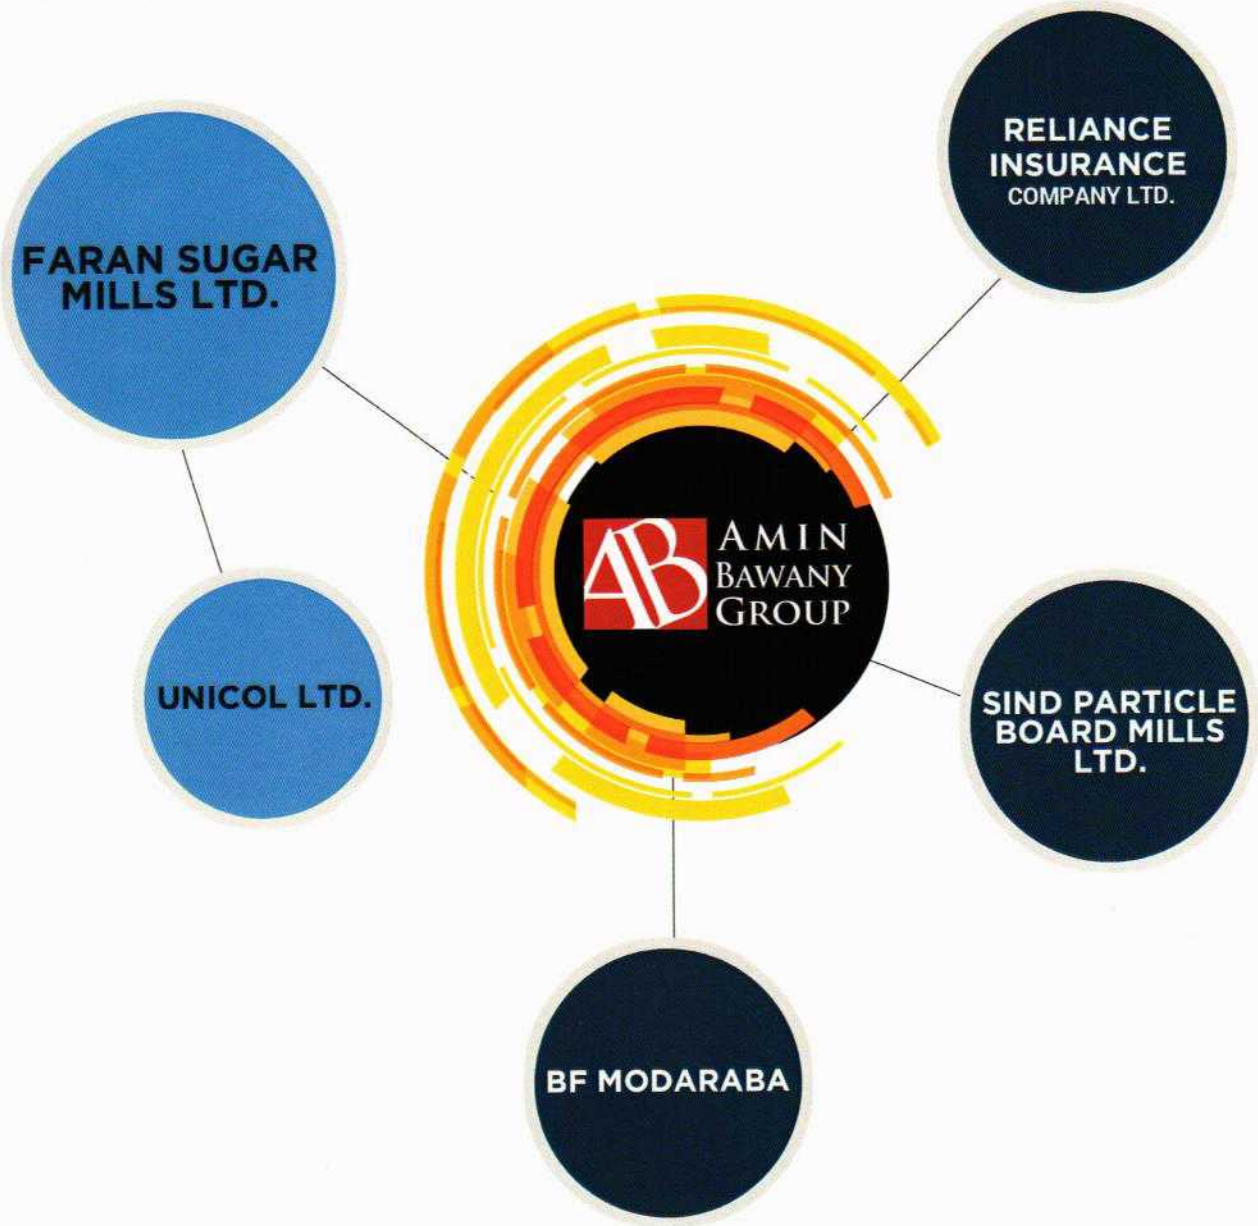 RELIANCE
INSURANCE
COMPANY LTD.
FARAN SUGAR
MILLS LTD.
AB
AMIN
BAWANY
GROUP
UNICOL LTD.
SIND PARTICLE
BOARD MILLS
LTD.
BF MODARABA